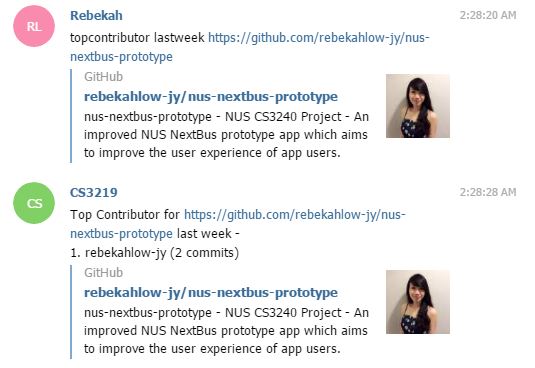 RL
Rebekah 2:28:20 AM
topcontributor lastweek https://github.com/rebekahlow-jy/nus-
nextbus-prototype
GitHub
rebekahlow-jy/nus-nextbus-prototype
nus-nextbus-prototype - NUS CS3240 Project - An
improved NUS NextBus prototype app which aims
to improve the user experience of app users.
CS
CS3219 2:28:28 AM
Top Contributor for https://github.com/rebekahlow-jy/nus-
nextbus-prototype last week -
1. rebekahlow-jy (2 commits)
GitHub
rebekahlow-jy/nus-nextbus-prototype
nus-nextbus-prototype - NUS CS3240 Project - An
improved NUS NextBus prototype app which aims
to improve the user experience of app users.